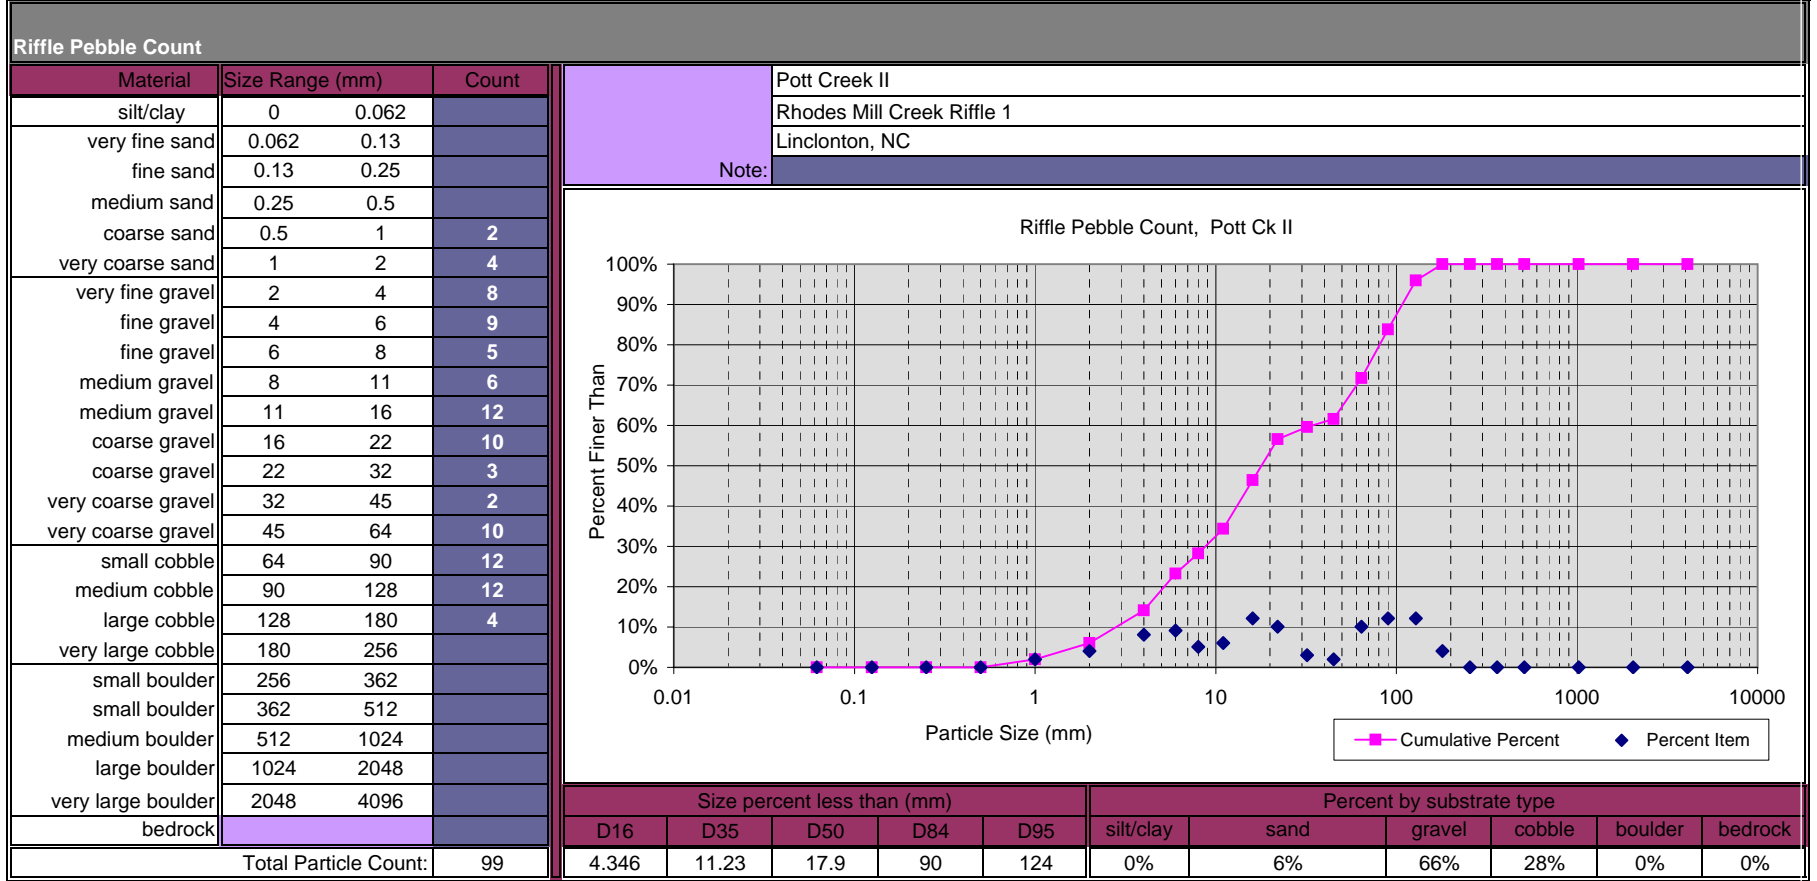 Riffle Pebble Count
Material Size Range (mm) Count
silt/clay 0 0.062
very fine sand 0.062 0.13
fine sand 0.13 0.25
medium sand 0.25 0.5
coarse sand 0.5 1 2
very coarse sand 1 2 4
very fine gravel 2 4 8
fine gravel 4 6 9
fine gravel 6 8 5
medium gravel 8 11 6
medium gravel 11 16 12
coarse gravel 16 22 10
coarse gravel 22 32 3
very coarse gravel 32 45 2
very coarse gravel 45 64 10
small cobble 64 90 12
medium cobble 90 128 12
large cobble 128 180 4
very large cobble 180 256
small boulder 256 362
small boulder 362 512
medium boulder 512 1024
large boulder 1024 2048
very large boulder 2048 4096
bedrock
Total Particle Count: 99
Pott Creek II
Rhodes Mill Creek Riffle 1
Linclonton, NC
Note:
Riffle Pebble Count, Pott Ck II
100%
90%
80%
70%
60%
50%
40%
30%
20%
10%
0%
Percent Finer Than
0.01 0.1 1 10 100 1000 10000
Particle Size (mm)
Cumulative Percent Percent Item
Size percent less than (mm) Percent by substrate type
D16 D35 D50 D84 D95 silt/clay sand gravel cobble boulder bedrock
4.346 11.23 17.9 90 124 0% 6% 66% 28% 0% 0%